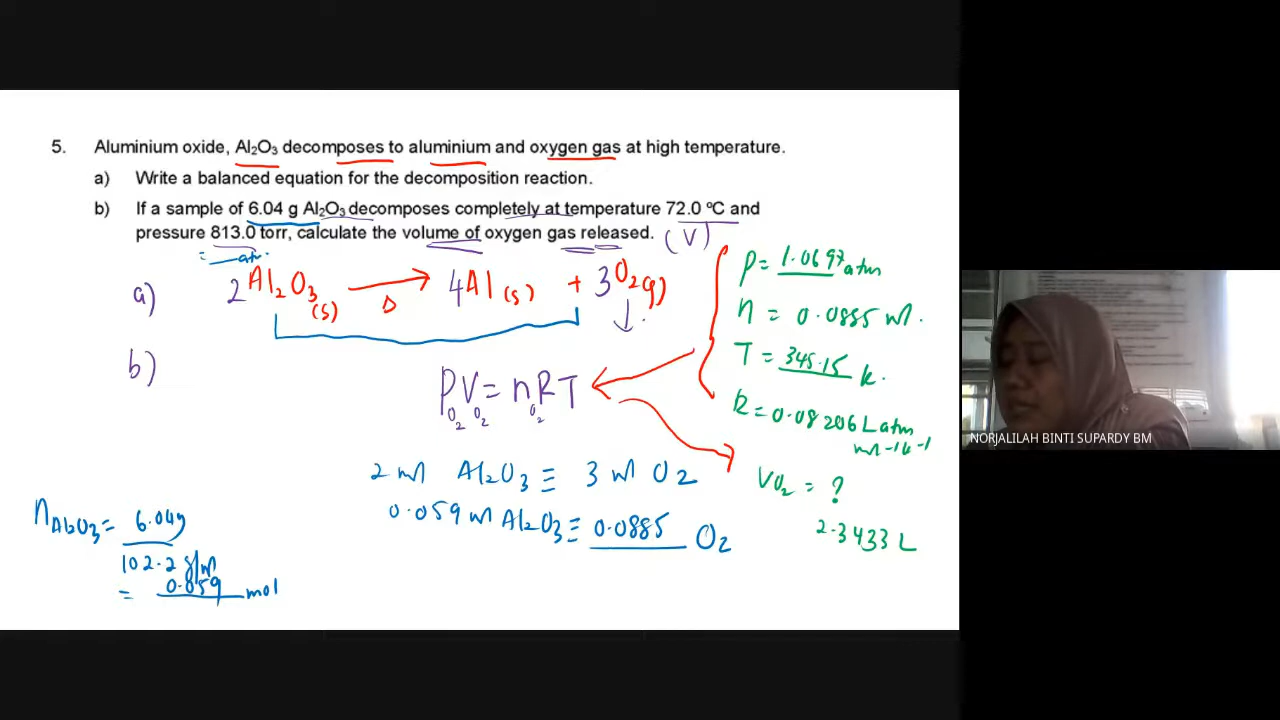 5. Aluminium oxide, Al₂O₃ decomposes to aluminium and oxygen gas at high temperature.
a) Write a balanced equation for the decomposition reaction.
b) If a sample of 6.04 g Al₂O₃ decomposes completely at temperature 72.0 ºC and
pressure 813.0 torr, calculate the volume of oxygen gas released. (V)
= atm
a) 2Al₂O₃(s) →Δ 4Al(s) + 3O₂(g)
b)
PV = nRT
O₂ O₂ O₂
P = 1.0697 atm
n = 0.0885 mol.
T = 345.15 K.
R = 0.08206 L atm
mol-1 K-1
VO₂ = ?
2.3433 L
2 mol Al₂O₃ ≡ 3 mol O₂
0.059 mol Al₂O₃ ≡ 0.0885 O₂
nAl₂O₃ = 6.04g
102.2 g/mol
= 0.059 mol
NORJALILAH BINTI SUPARDY BM